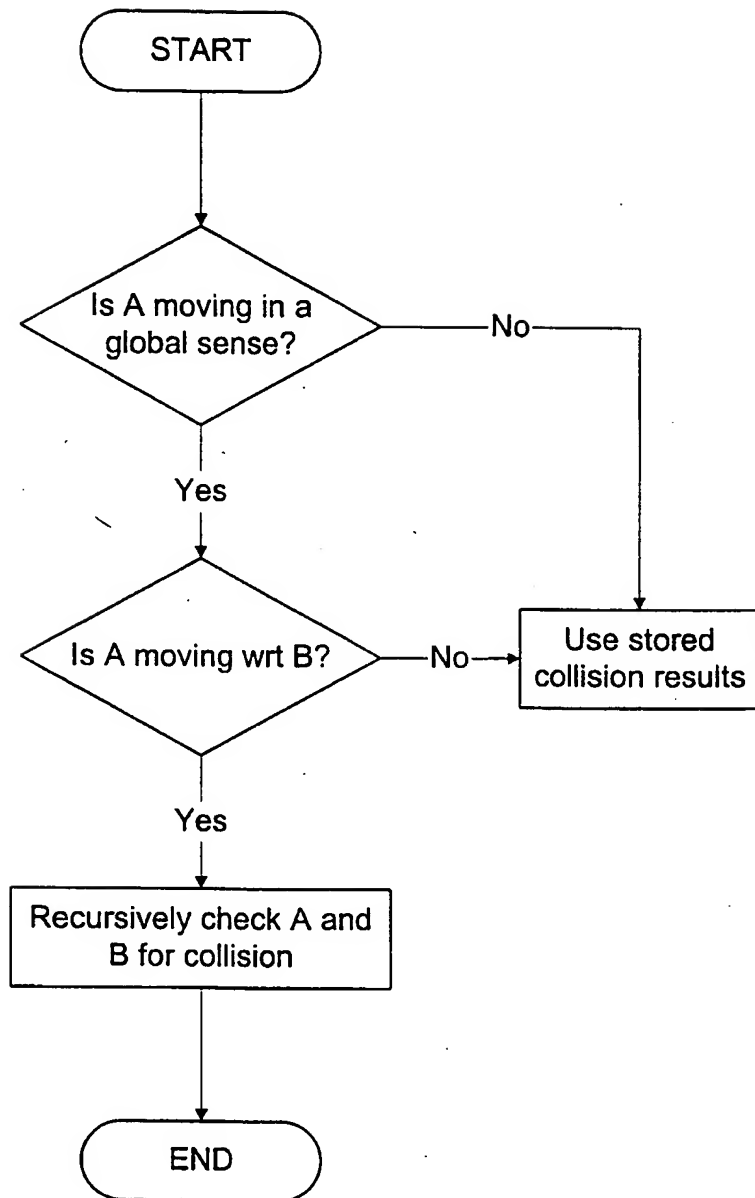 START
Is A moving in a
global sense?
No
Yes
Is A moving wrt B?
No
Use stored
collision results
Yes
Recursively check A and
B for collision
END